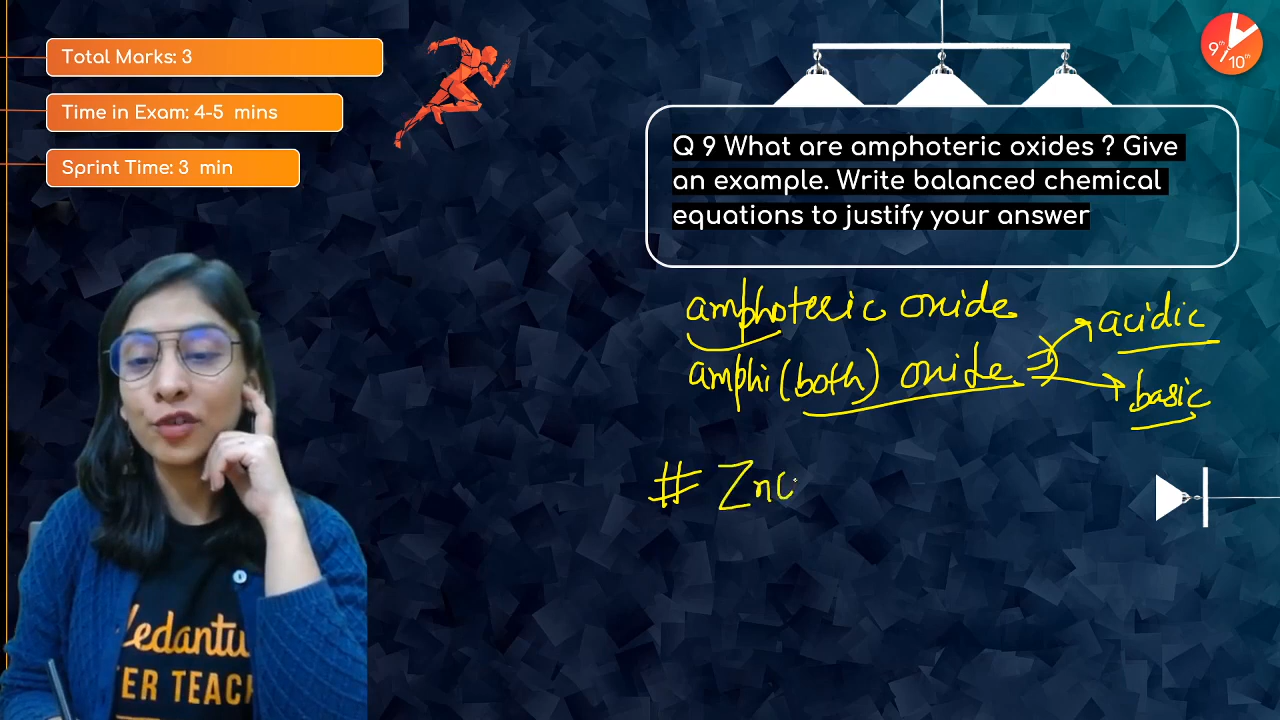 Total Marks: 3
Time in Exam: 4-5 mins
Sprint Time: 3 min
9th
10th
Q 9 What are amphoteric oxides ? Give
an example. Write balanced chemical
equations to justify your answer
amphoteric oxide
acidic
amphi (both) oxide
basic
# Zn
edantu
TER TEACH